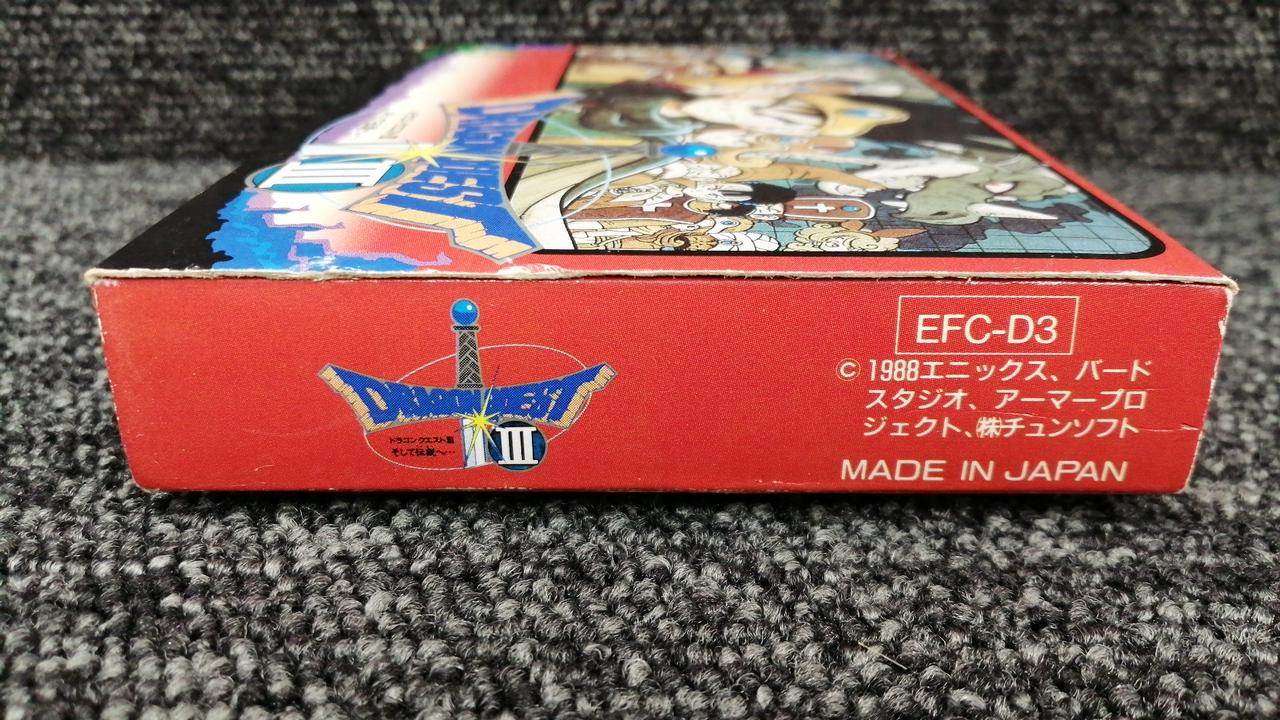 DRAGON QUEST
III
DRAGON QUEST
III
ドラゴンクエストIII
そして伝説へ…
EFC-D3
©1988エニックス、バード
スタジオ、アーマープロ
ジェクト、㈱チュンソフト
MADE IN JAPAN